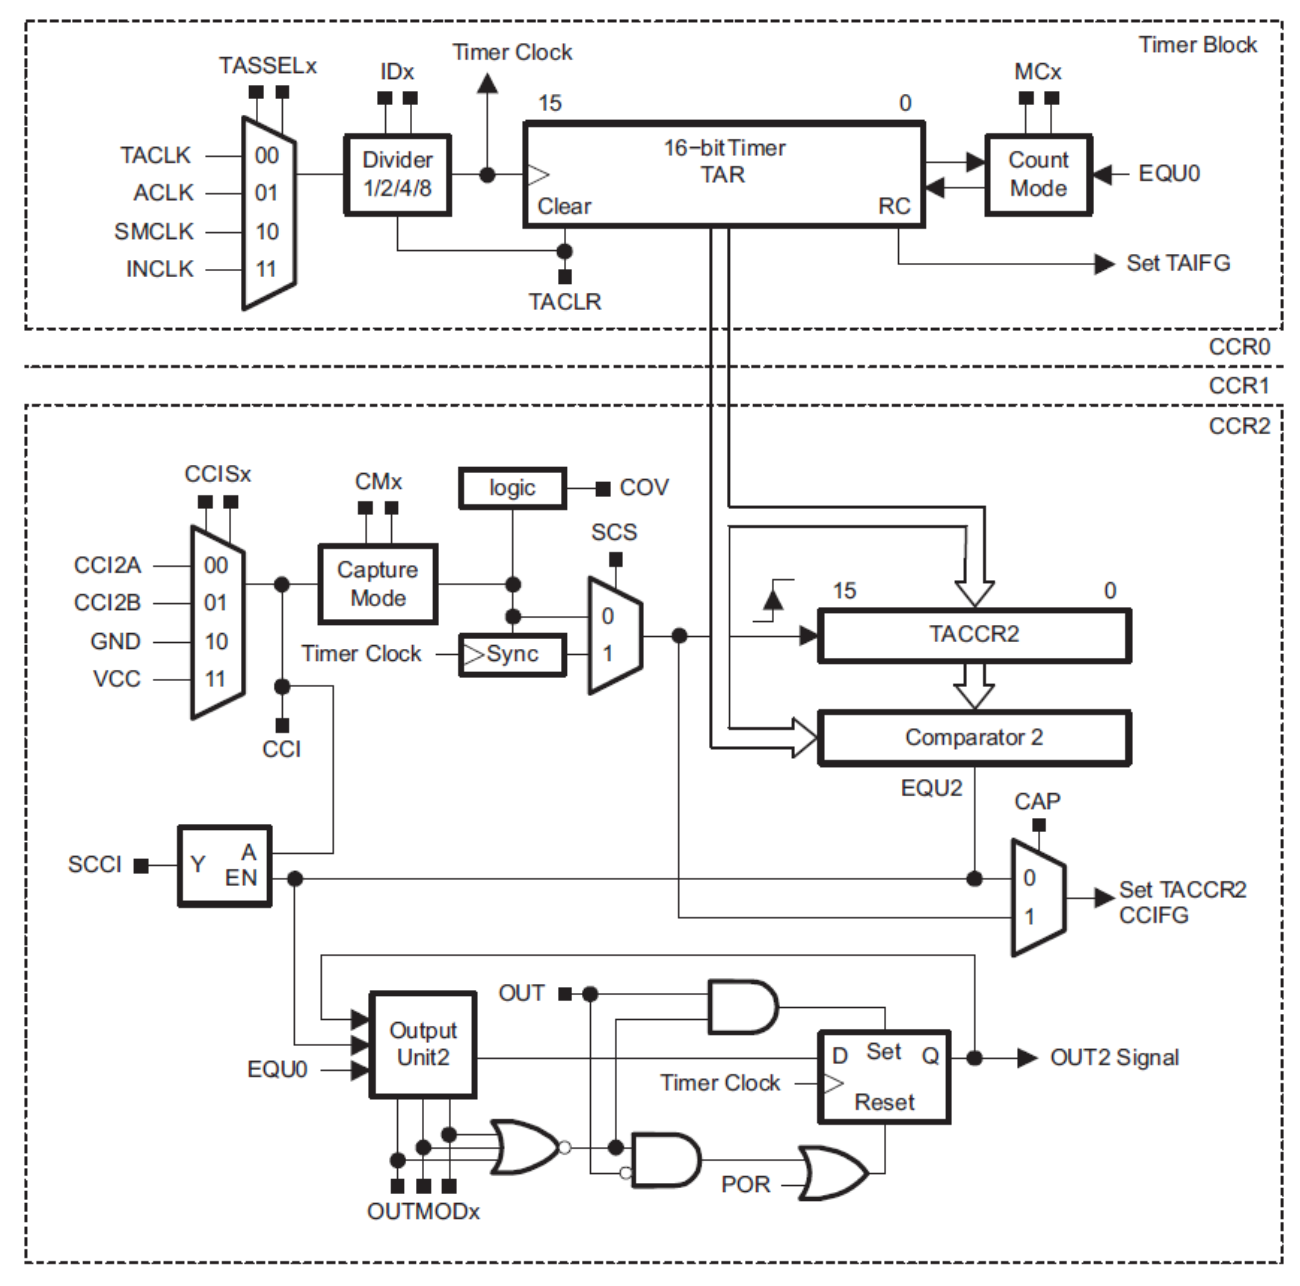 Timer Block
Timer Clock
TASSELx
IDx
MCx
15
0
TACLK
00
ACLK
01
SMCLK
10
INCLK
11
Divider
1/2/4/8
16−bit Timer
TAR
Clear
RC
Count
Mode
EQU0
Set TAIFG
TACLR
CCR0
CCR1
CCR2
CCISx
CMx
logic
COV
SCS
CCI2A
00
CCI2B
01
GND
10
VCC
11
Capture
Mode
0
1
Timer Clock
Sync
15
0
TACCR2
CCI
Comparator 2
EQU2
CAP
SCCI
Y
A
EN
0
1
Set TACCR2
CCIFG
OUT
Output
Unit2
EQU0
D
Set
Q
Timer Clock
Reset
OUT2 Signal
POR
OUTMODx